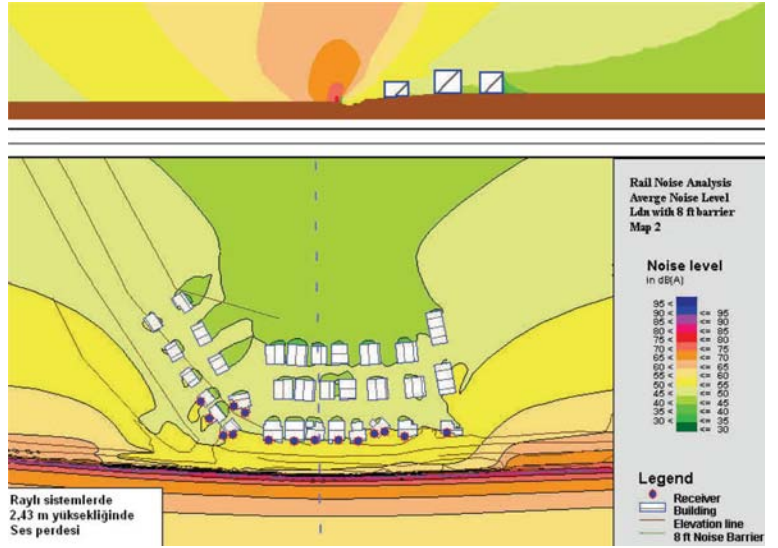 Rail Noise Analysis
Averge Noise Level
Ldn with 8 ft barrier
Map 2
Noise level
in dB(A)
95 <
90 < <= 95
85 < <= 90
80 < <= 85
75 < <= 80
70 < <= 75
65 < <= 70
60 < <= 65
55 < <= 60
50 < <= 55
45 < <= 50
40 < <= 45
35 < <= 40
30 < <= 35
<= 30
Legend
Receiver
Building
Elevation line
8 ft Noise Barrier
Raylı sistemlerde
2,43 m yüksekliğinde
Ses perdesi